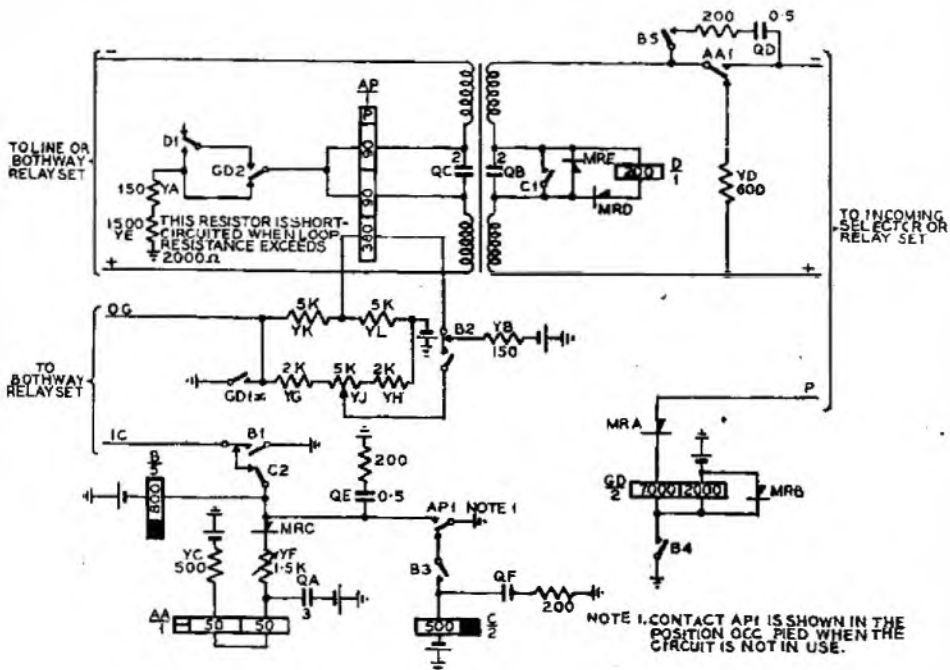 200
0·5
B5
QD
AA1
−
−
AP
P
TO LINE OR
BOTHWAY
RELAY SET
D1
GD2
90
2
QC
2
QB
C1
MRE
200
D
1
MRD
YD
600
150
YA
1500
YE
THIS RESISTOR IS SHORT-
CIRCUITED WHEN LOOP
RESISTANCE EXCEEDS
2000Ω
90
380
TO INCOMING
SELECTOR OR
RELAY SET
+
+
OG
5K
YK
5K
YL
B2
YB
150
TO
BOTHWAY
RELAY SET
GD1
2K
YG
5K
YJ
2K
YH
P
IC
B1
C2
200
QE
0·5
MRA
B
800
AP1 NOTE 1
GD
2
7000
2000
MRB
MRC
YC
500
YF
1·5K
QA
3
B3
QF
200
B4
AA
1
50
50
500
C
2
NOTE 1. CONTACT AP1 IS SHOWN IN THE
POSITION OCC PIED WHEN THE
CIRCUIT IS NOT IN USE.